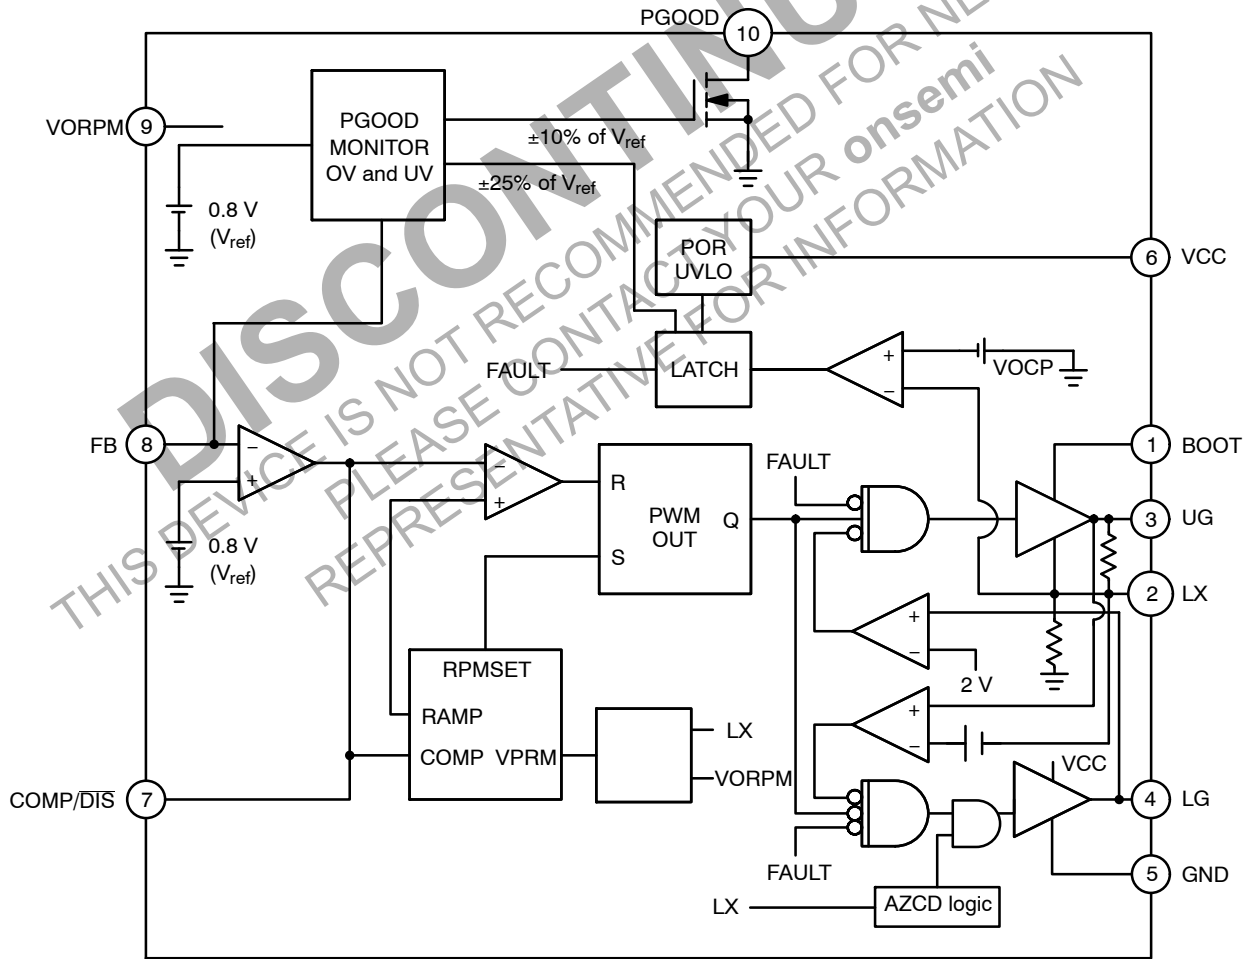 PGOOD
10
VORPM
9
PGOOD
MONITOR
OV and UV
±10% of Vref
±25% of Vref
0.8 V
(Vref)
POR
UVLO
6
VCC
FAULT
LATCH
+
−
VOCP
FB
8
−
+
0.8 V
(Vref)
−
+
R
S
PWM
OUT
Q
FAULT
1
BOOT
3
UG
2
LX
+
−
2 V
+
−
RPMSET
RAMP
COMP
VPRM
LX
VORPM
COMP/DIS
7
FAULT
VCC
4
LG
5
GND
LX
AZCD logic
DISCONTINU
THIS DEVICE IS NOT RECOMMENDED FOR NE
PLEASE CONTACT YOUR onsemi
REPRESENTATIVE FOR INFORMATION